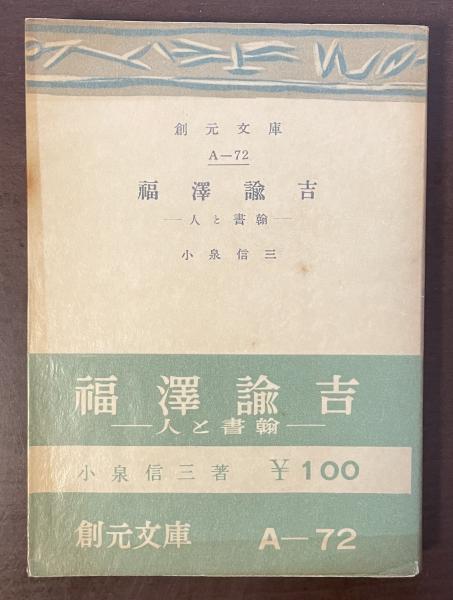 創元文庫
A—72
福澤諭吉
—人と書翰—
小泉信三
福澤諭吉
—人と書翰—
小泉信三著 ¥100
創元文庫 A—72